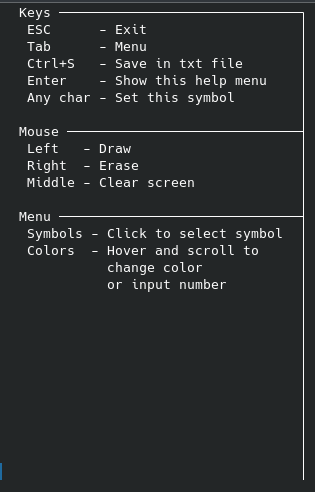 Keys
ESC – Exit
Tab – Menu
Ctrl+S – Save in txt file
Enter – Show this help menu
Any char – Set this symbol
Mouse
Left – Draw
Right – Erase
Middle – Clear screen
Menu
Symbols – Click to select symbol
Colors – Hover and scroll to
change color
or input number